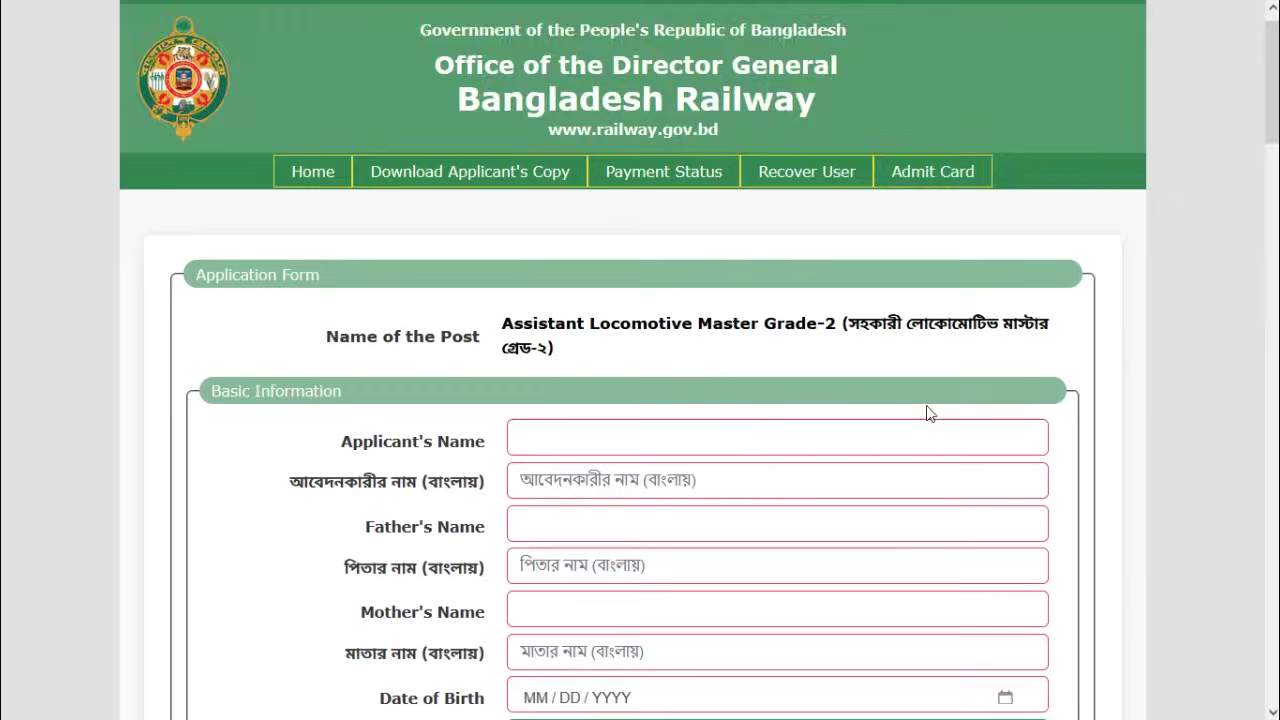 Government of the People's Republic of Bangladesh
Office of the Director General
Bangladesh Railway
www.railway.gov.bd
Home Download Applicant's Copy Payment Status Recover User Admit Card
Application Form
Name of the Post Assistant Locomotive Master Grade-2 (সহকারী লোকোমোটিভ মাস্টার
গ্রেড-২)
Basic Information
Applicant's Name
আবেদনকারীর নাম (বাংলায়) আবেদনকারীর নাম (বাংলায়)
Father's Name
পিতার নাম (বাংলায়) পিতার নাম (বাংলায়)
Mother's Name
মাতার নাম (বাংলায়) মাতার নাম (বাংলায়)
Date of Birth MM / DD / YYYY